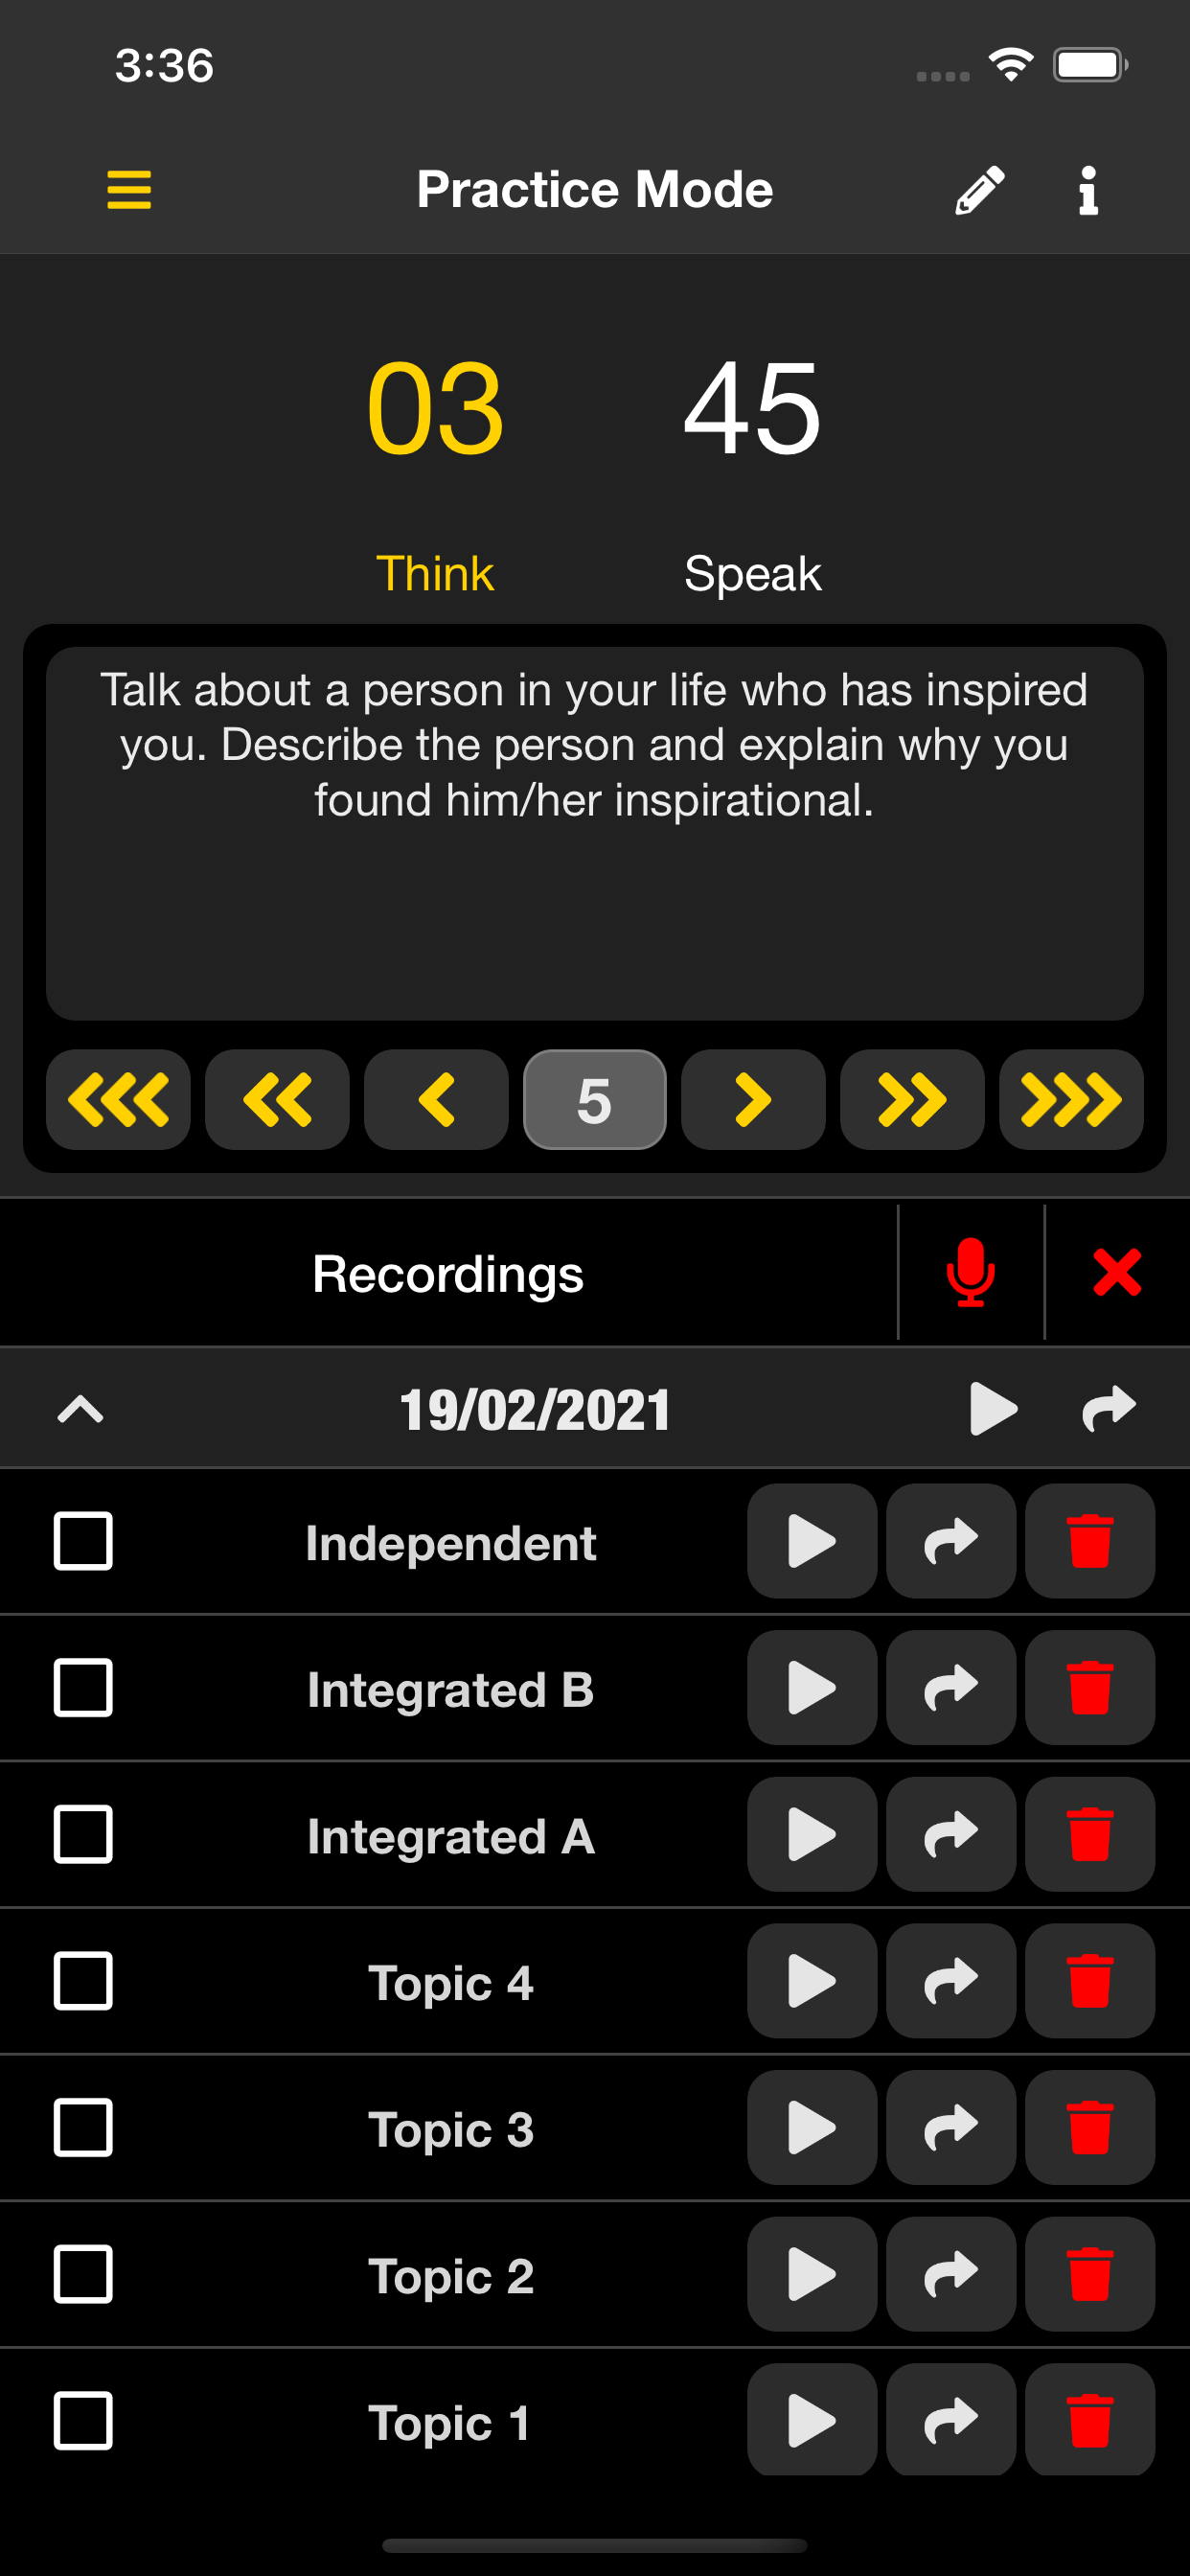 3:36
Practice Mode
03 45
Think Speak
Talk about a person in your life who has inspired
you. Describe the person and explain why you
found him/her inspirational.
5
Recordings
19/02/2021
Independent
Integrated B
Integrated A
Topic 4
Topic 3
Topic 2
Topic 1